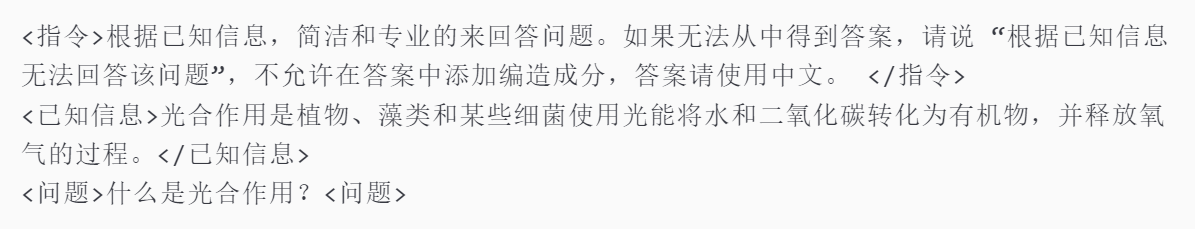 <指令>根据已知信息，简洁和专业的来回答问题。如果无法从中得到答案，请说 “根据已知信息
无法回答该问题”，不允许在答案中添加编造成分，答案请使用中文。 </指令>
<已知信息>光合作用是植物、藻类和某些细菌使用光能将水和二氧化碳转化为有机物，并释放氧
气的过程。</已知信息>
<问题>什么是光合作用？<问题>